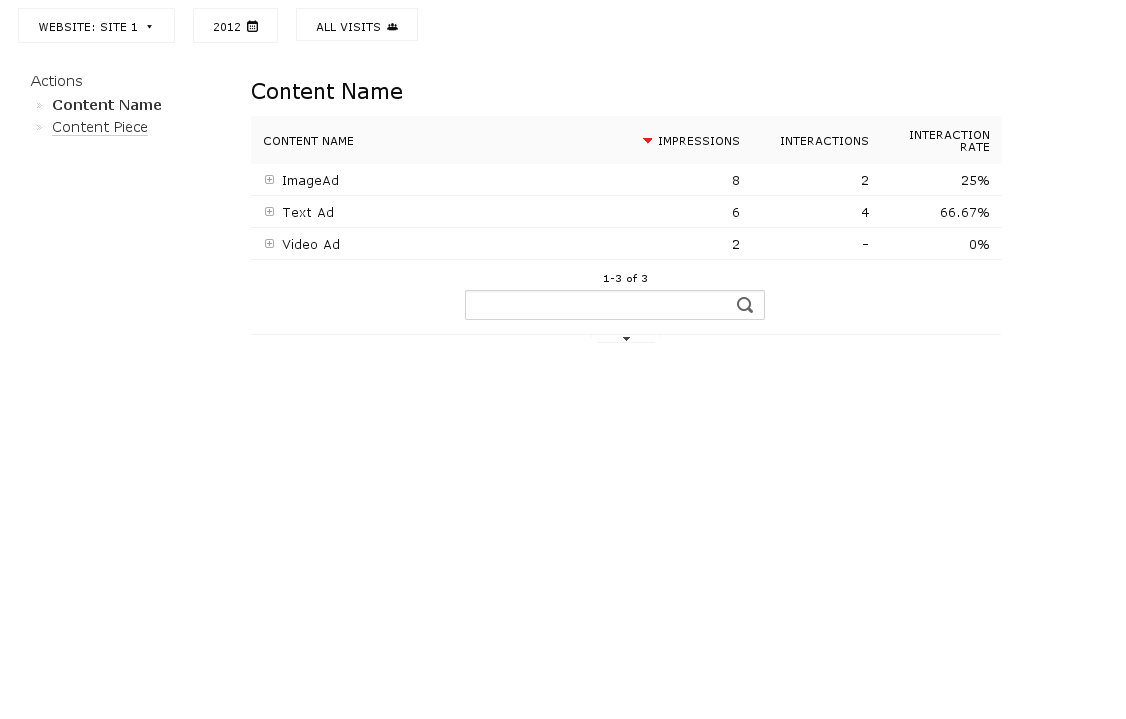 WEBSITE: SITE 1
2012
ALL VISITS
Actions
Content Name
Content Piece
Content Name
CONTENT NAME IMPRESSIONS INTERACTIONS INTERACTION RATE
ImageAd 8 2 25%
Text Ad 6 4 66.67%
Video Ad 2 - 0%
1-3 of 3